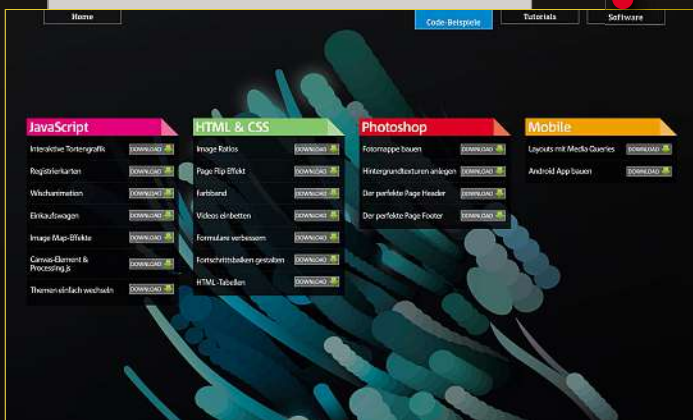 Home
Code-Beispiele
Tutorials
Software
JavaScript
Interaktive Tortengrafik DOWNLOAD
Registrierkarten DOWNLOAD
Wischanimation DOWNLOAD
Einkaufswagen DOWNLOAD
Image Map-Effekte DOWNLOAD
Canvas-Element &
Processing.js DOWNLOAD
Themen einfach wechseln DOWNLOAD
HTML & CSS
Image Ratios DOWNLOAD
Page Flip Effekt DOWNLOAD
Farbband DOWNLOAD
Videos einbetten DOWNLOAD
Formulare verbessern DOWNLOAD
Fortschrittsbalken gestalten DOWNLOAD
HTML-Tabellen DOWNLOAD
Photoshop
Fotomappe bauen DOWNLOAD
Hintergrundtexturen anlegen DOWNLOAD
Der perfekte Page Header DOWNLOAD
Der perfekte Page Footer DOWNLOAD
Mobile
Layouts mit Media Queries DOWNLOAD
Android App bauen DOWNLOAD